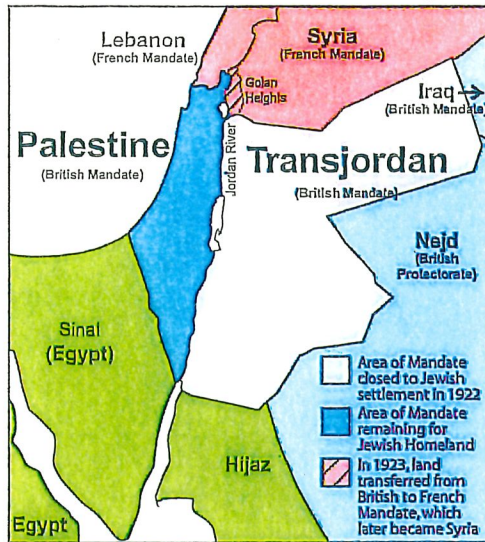 Lebanon
(French Mandate)
Syria
(French Mandate)
Golan
Heights
Iraq →
(British Mandate)
Palestine
(British Mandate)
Jordan River
Transjordan
(British Mandate)
Nejd
(British
Protectorate)
Sinai
(Egypt)
Hijaz
Egypt
Area of Mandate
closed to Jewish
settlement in 1922
Area of Mandate
remaining for
Jewish Homeland
In 1923, land
transferred from
British to French
Mandate, which
later became Syria